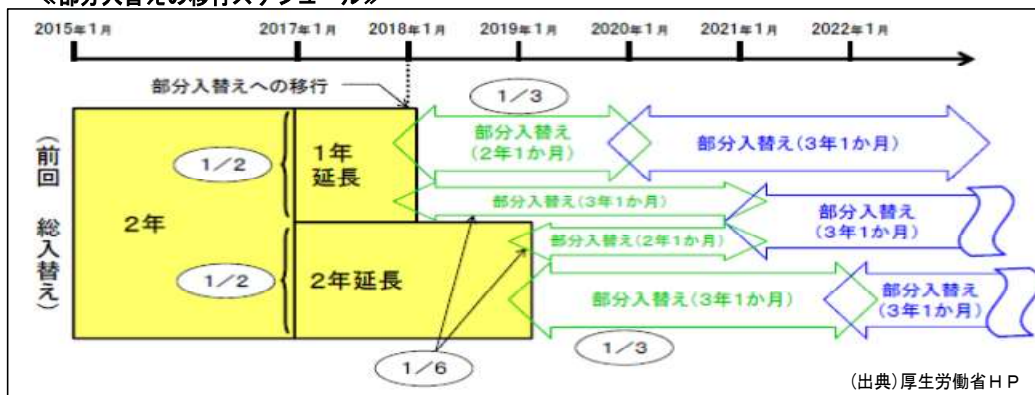 ≪部分入替えの移行スケジュール≫
2015年1月
2017年1月
2018年1月
2019年1月
2020年1月
2021年1月
2022年1月
部分入替えへの移行
1/3
(前回 総入替え)
2年
1/2
1年
延長
部分入替え
(2年1か月)
部分入替え(3年1か月)
部分入替え(3年1か月)
部分入替え
(3年1か月)
部分入替え(2年1か月)
1/2
2年延長
部分入替え(3年1か月)
部分入替え
(3年1か月)
1/6
1/3
(出典)厚生労働省HP